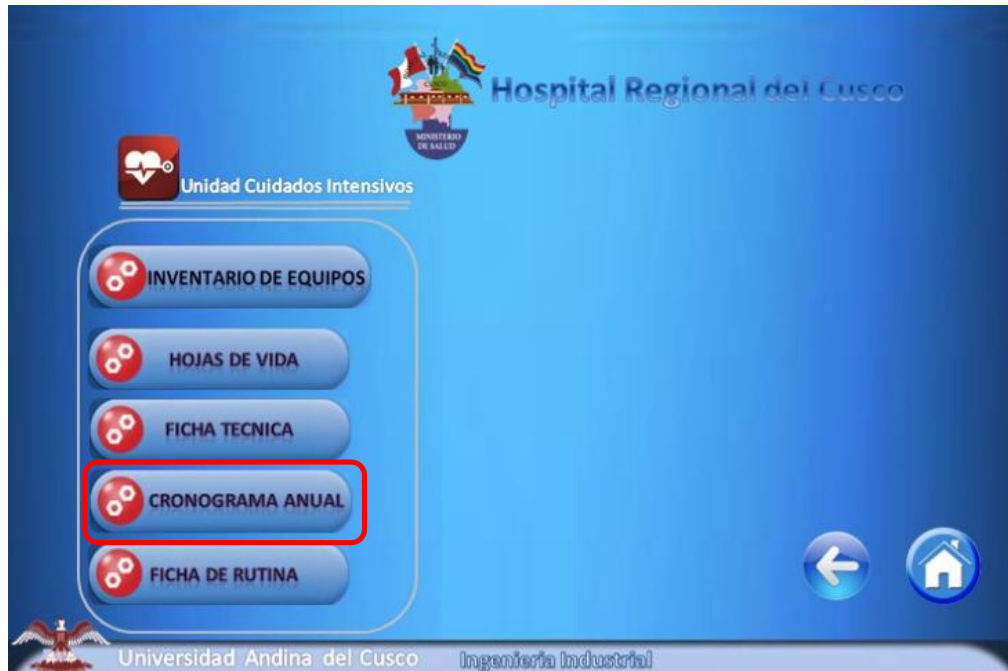 Hospital Regional del Cusco
CUSCO
MINISTERIO
DE SALUD
Unidad Cuidados Intensivos
INVENTARIO DE EQUIPOS
HOJAS DE VIDA
FICHA TECNICA
CRONOGRAMA ANUAL
FICHA DE RUTINA
Universidad Andina del Cusco
Ingenieria Industrial